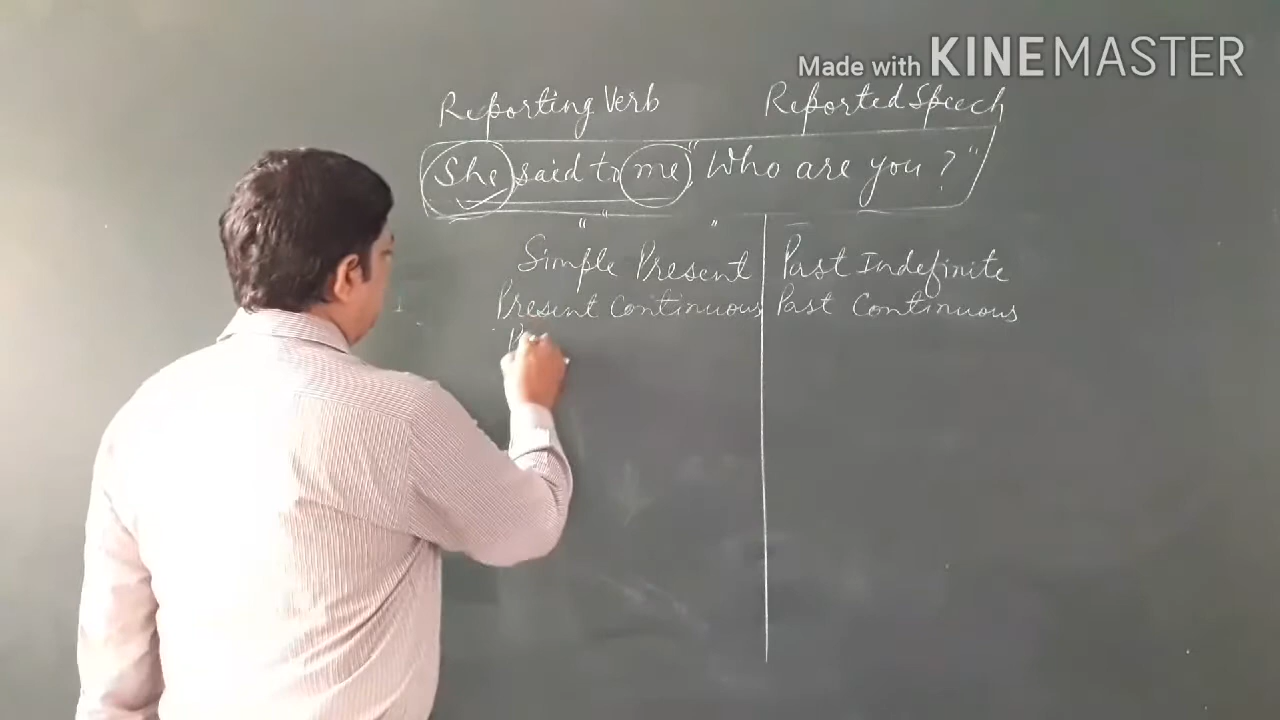 Made with KINEMASTER
Reporting Verb Reported Speech
She said to me, "Who are you?"
Simple Present Past Indefinite
Present Continuous Past Continuous